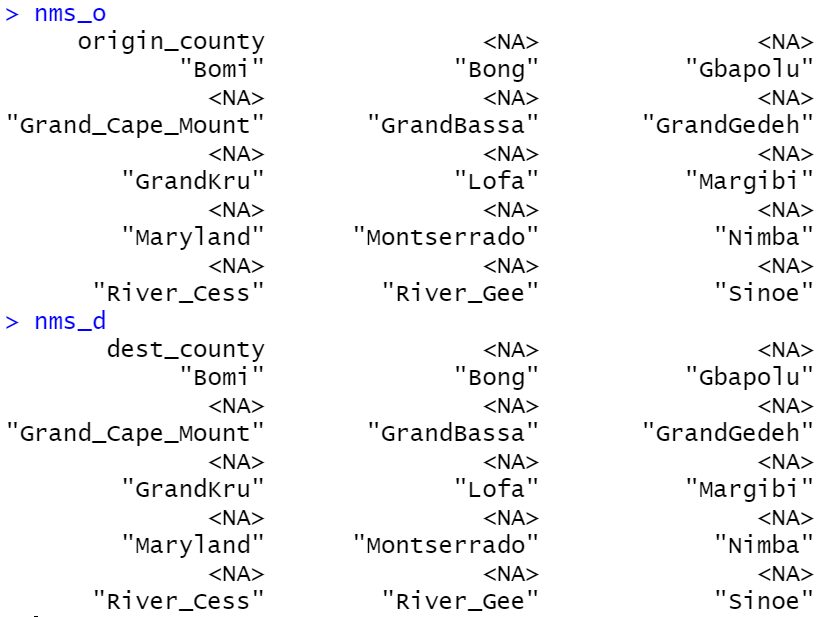 > nms_o
origin_county <NA> <NA>
"Bomi" "Bong" "Gbapolu"
<NA> <NA> <NA>
"Grand_Cape_Mount" "GrandBassa" "GrandGedeh"
<NA> <NA> <NA>
"GrandKru" "Lofa" "Margibi"
<NA> <NA> <NA>
"Maryland" "Montserrado" "Nimba"
<NA> <NA> <NA>
"River_Cess" "River_Gee" "Sinoe"
> nms_d
dest_county <NA> <NA>
"Bomi" "Bong" "Gbapolu"
<NA> <NA> <NA>
"Grand_Cape_Mount" "GrandBassa" "GrandGedeh"
<NA> <NA> <NA>
"GrandKru" "Lofa" "Margibi"
<NA> <NA> <NA>
"Maryland" "Montserrado" "Nimba"
<NA> <NA> <NA>
"River_Cess" "River_Gee" "Sinoe"